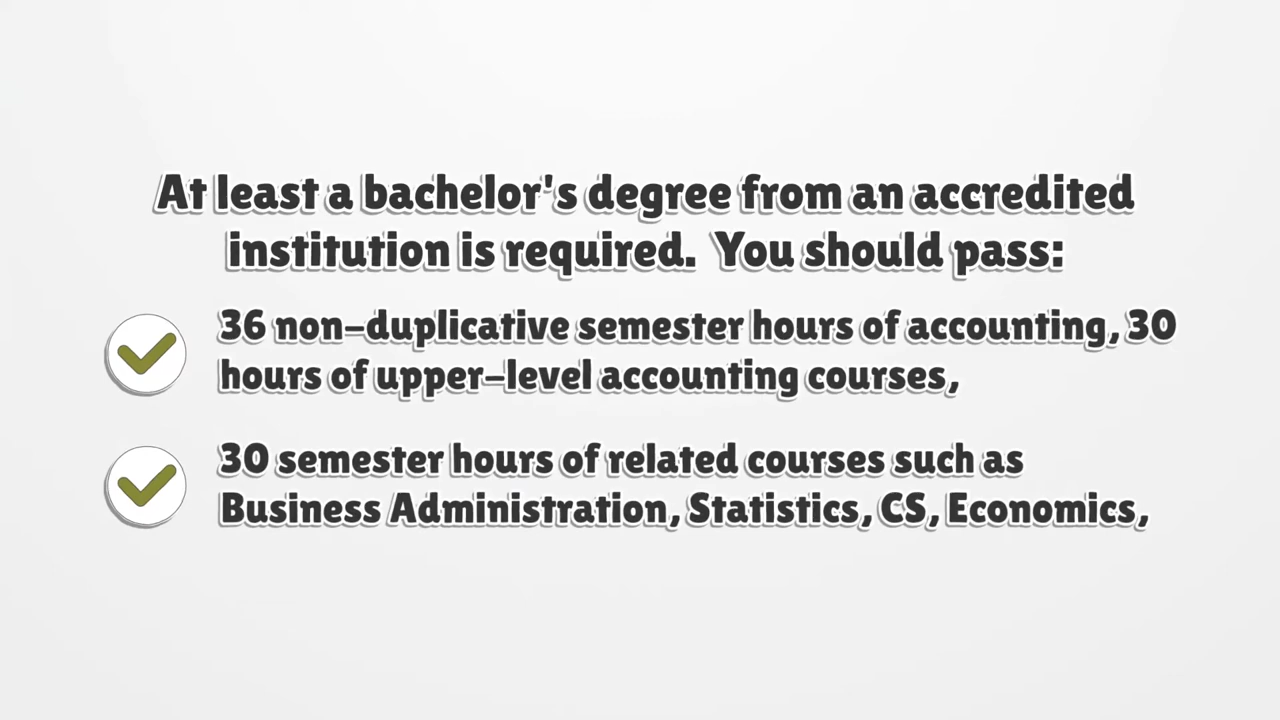 At least a bachelor's degree from an accredited
institution is required.  You should pass:
36 non-duplicative semester hours of accounting, 30
hours of upper-level accounting courses,
30 semester hours of related courses such as
Business Administration, Statistics, CS, Economics,